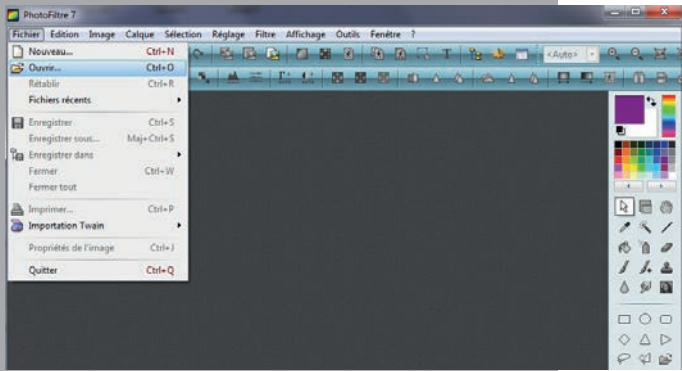 PhotoFiltre 7
Fichier Edition Image Calque Sélection Réglage Filtre Affichage Outils Fenêtre ?
Nouveau... Ctrl+N
<Auto>
Ouvrir... Ctrl+O
Rétablir Ctrl+R
Fichiers récents
Enregistrer Ctrl+S
Enregistrer sous... Maj+Ctrl+S
Enregistrer dans
Fermer Ctrl+W
Fermer tout
Imprimer... Ctrl+P
Importation Twain
Propriétés de l'image Ctrl+J
Quitter Ctrl+Q